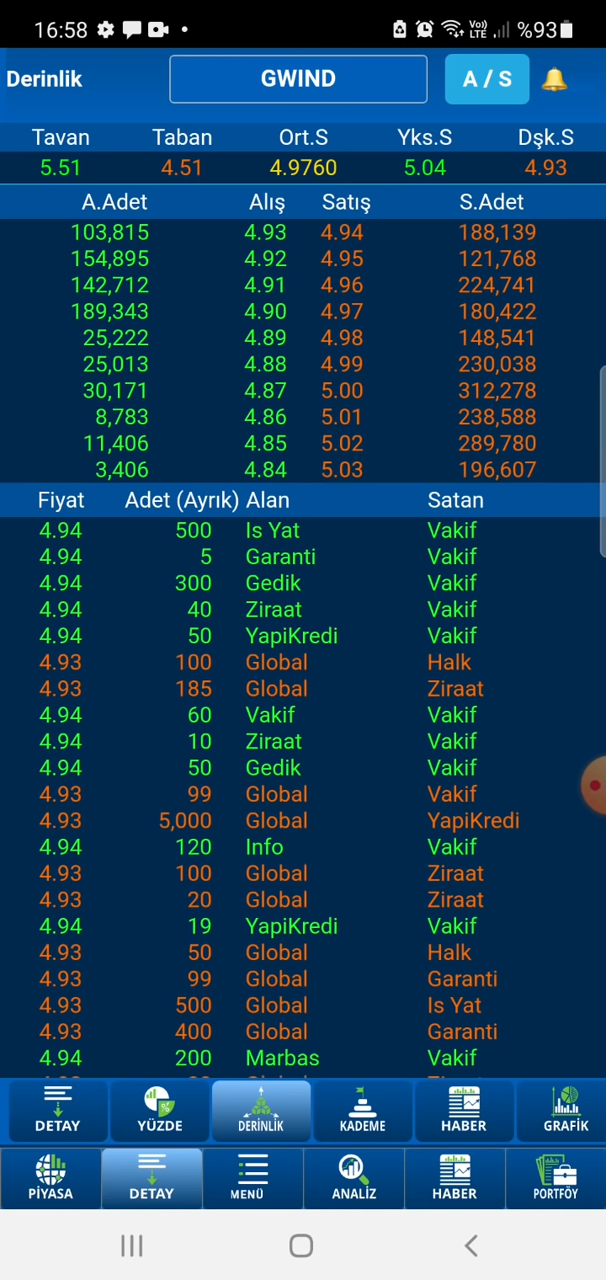 16:58 Vo)) LTE %93
Derinlik GWIND A / S
Tavan Taban Ort.S Yks.S Dşk.S
5.51 4.51 4.9760 5.04 4.93
A.Adet Alış Satış S.Adet
103,815 4.93 4.94 188,139
154,895 4.92 4.95 121,768
142,712 4.91 4.96 224,741
189,343 4.90 4.97 180,422
25,222 4.89 4.98 148,541
25,013 4.88 4.99 230,038
30,171 4.87 5.00 312,278
8,783 4.86 5.01 238,588
11,406 4.85 5.02 289,780
3,406 4.84 5.03 196,607
Fiyat Adet (Ayrık) Alan Satan
4.94 500 Is Yat Vakif
4.94 5 Garanti Vakif
4.94 300 Gedik Vakif
4.94 40 Ziraat Vakif
4.94 50 YapiKredi Vakif
4.93 100 Global Halk
4.93 185 Global Ziraat
4.94 60 Vakif Vakif
4.94 10 Ziraat Vakif
4.94 50 Gedik Vakif
4.93 99 Global Vakif
4.93 5,000 Global YapiKredi
4.94 120 Info Vakif
4.93 100 Global Ziraat
4.93 20 Global Ziraat
4.94 19 YapiKredi Vakif
4.93 50 Global Halk
4.93 99 Global Garanti
4.93 500 Global Is Yat
4.93 400 Global Garanti
4.94 200 Marbas Vakif
DETAY YÜZDE DERİNLİK KADEME HABER GRAFİK
PİYASA DETAY MENÜ ANALİZ HABER PORTFÖY